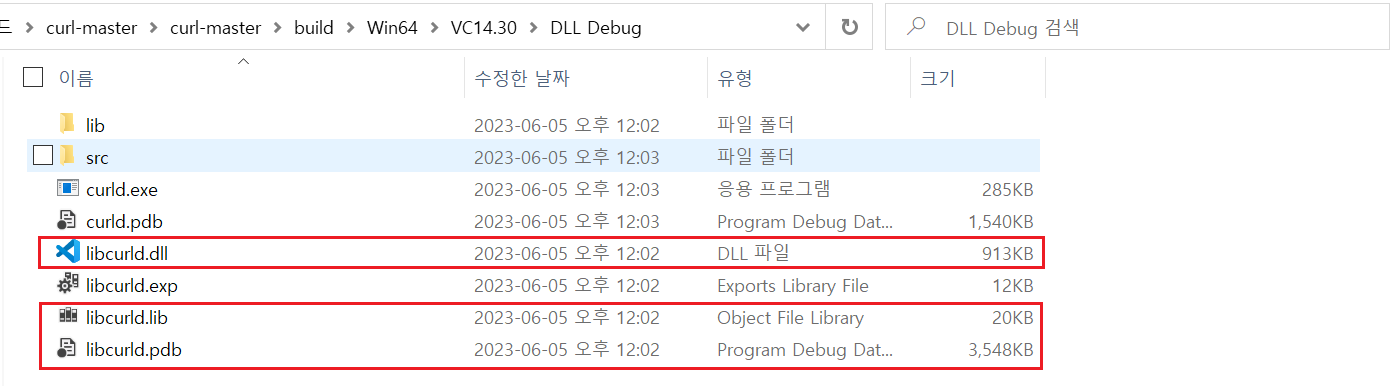 드 > curl-master > curl-master > build > Win64 > VC14.30 > DLL Debug DLL Debug 검색
이름 수정한 날짜 유형 크기
lib 2023-06-05 오후 12:02 파일 폴더
src 2023-06-05 오후 12:03 파일 폴더
curld.exe 2023-06-05 오후 12:03 응용 프로그램 285KB
curld.pdb 2023-06-05 오후 12:03 Program Debug Dat... 1,540KB
libcurld.dll 2023-06-05 오후 12:02 DLL 파일 913KB
libcurld.exp 2023-06-05 오후 12:02 Exports Library File 12KB
libcurld.lib 2023-06-05 오후 12:02 Object File Library 20KB
libcurld.pdb 2023-06-05 오후 12:02 Program Debug Dat... 3,548KB